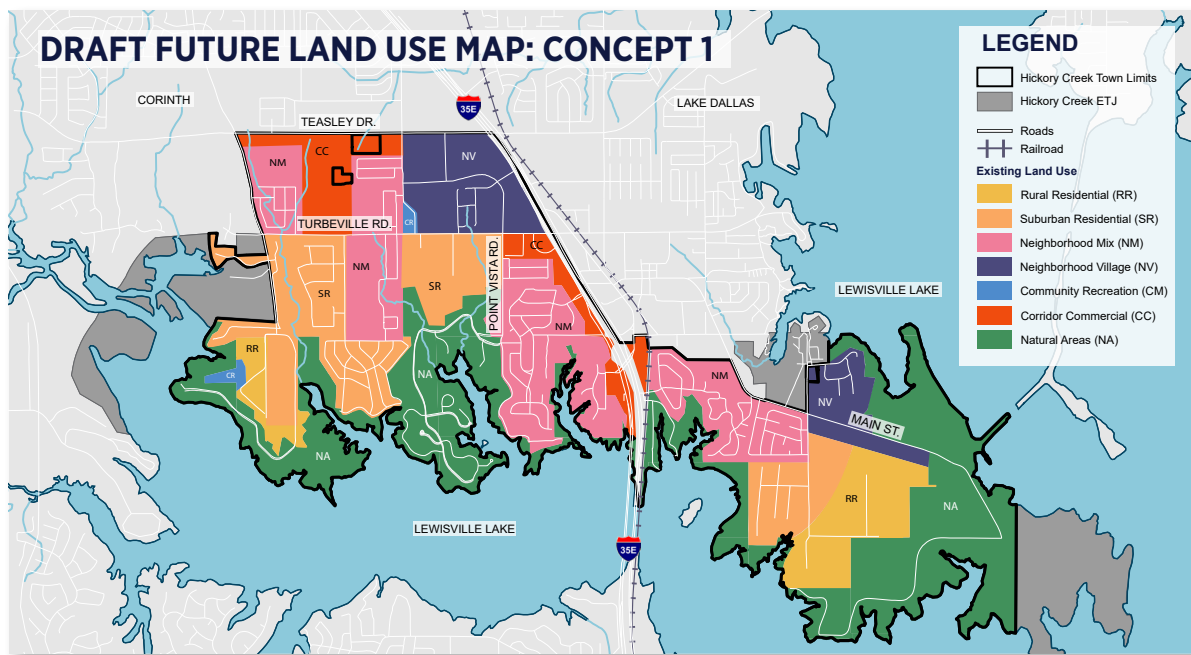 DRAFT FUTURE LAND USE MAP: CONCEPT 1
LEGEND
Hickory Creek Town Limits
Hickory Creek ETJ
Roads
Railroad
Existing Land Use
Rural Residential (RR)
Suburban Residential (SR)
Neighborhood Mix (NM)
Neighborhood Village (NV)
Community Recreation (CM)
Corridor Commercial (CC)
Natural Areas (NA)
CORINTH
35E
LAKE DALLAS
TEASLEY DR.
CC
NM
NV
CR
TURBEVILLE RD.
POINT VISTA RD.
CC
NM
SR
SR
LEWISVILLE LAKE
NM
RR
CR
NA
NM
NV
MAIN ST.
NA
RR
NA
LEWISVILLE LAKE
35E